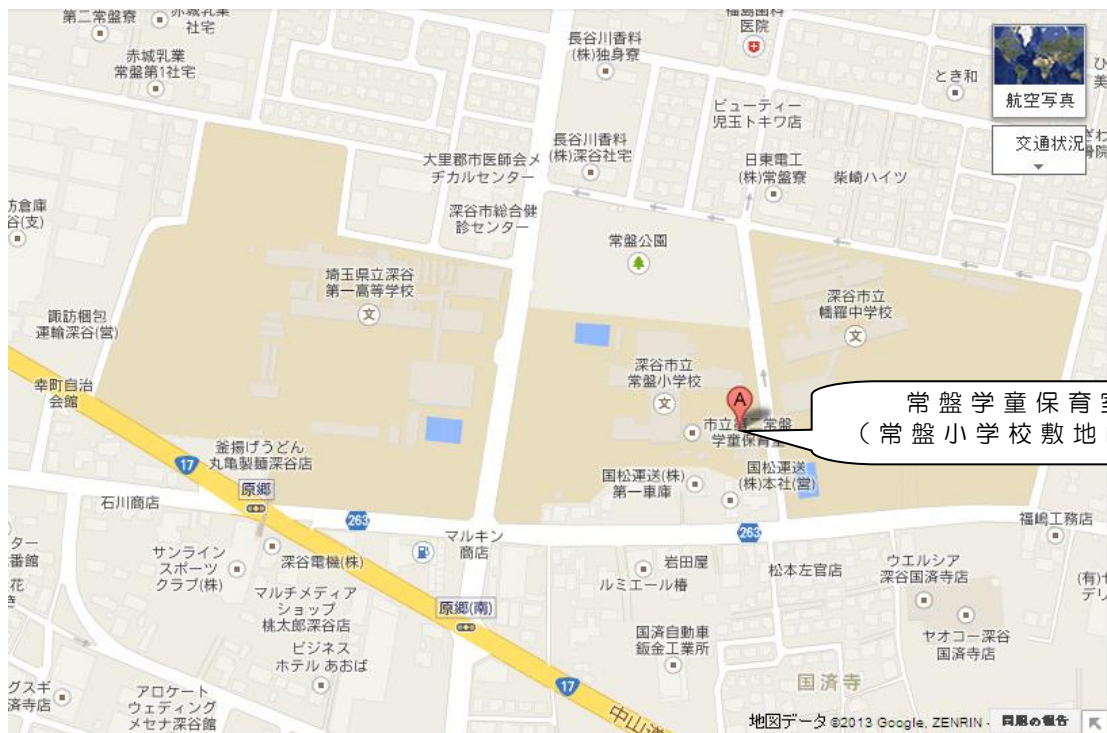 第二常盤寮
赤城乳業
社宅
赤城乳業
常盤第1社宅
福島歯科
医院
長谷川香料
(株)独身寮
とき和
航空写真
交通状況
ビューティー
児玉トキワ店
長谷川香料
(株)深谷社宅
大里郡市医師会メ
ヂカルセンター
日東電工
(株)常盤寮
柴崎ハイツ
深谷市総合健
診センター
常盤公園
埼玉県立深谷
第一高等学校
文
深谷市立
幡羅中学校
文
諏訪梱包
運輸深谷(営)
深谷市立
常盤小学校
文
幸町自治
会館
A
常盤学童保育室
(常盤小学校敷地
学童保育室
釜揚げうどん
丸亀製麺深谷店
17
国松運送(株)
第一車庫
国松運送
(株)本社(営)
石川商店
原郷
263
263
福嶋工務店
マルキン
商店
サンライン
スポーツ
クラブ(株)
深谷電機(株)
岩田屋
ルミエール椿
松本左官店
ウエルシア
深谷国済寺店
マルチメディア
ショップ
桃太郎深谷店
原郷(南)
国済自動車
鈑金工業所
ヤオコー深谷
国済寺店
ビジネス
ホテル あおば
17
国済寺
アロケート
ウェディング
メセナ深谷館
中山道
地図データ ©2013 Google, ZENRIN -
問題の報告